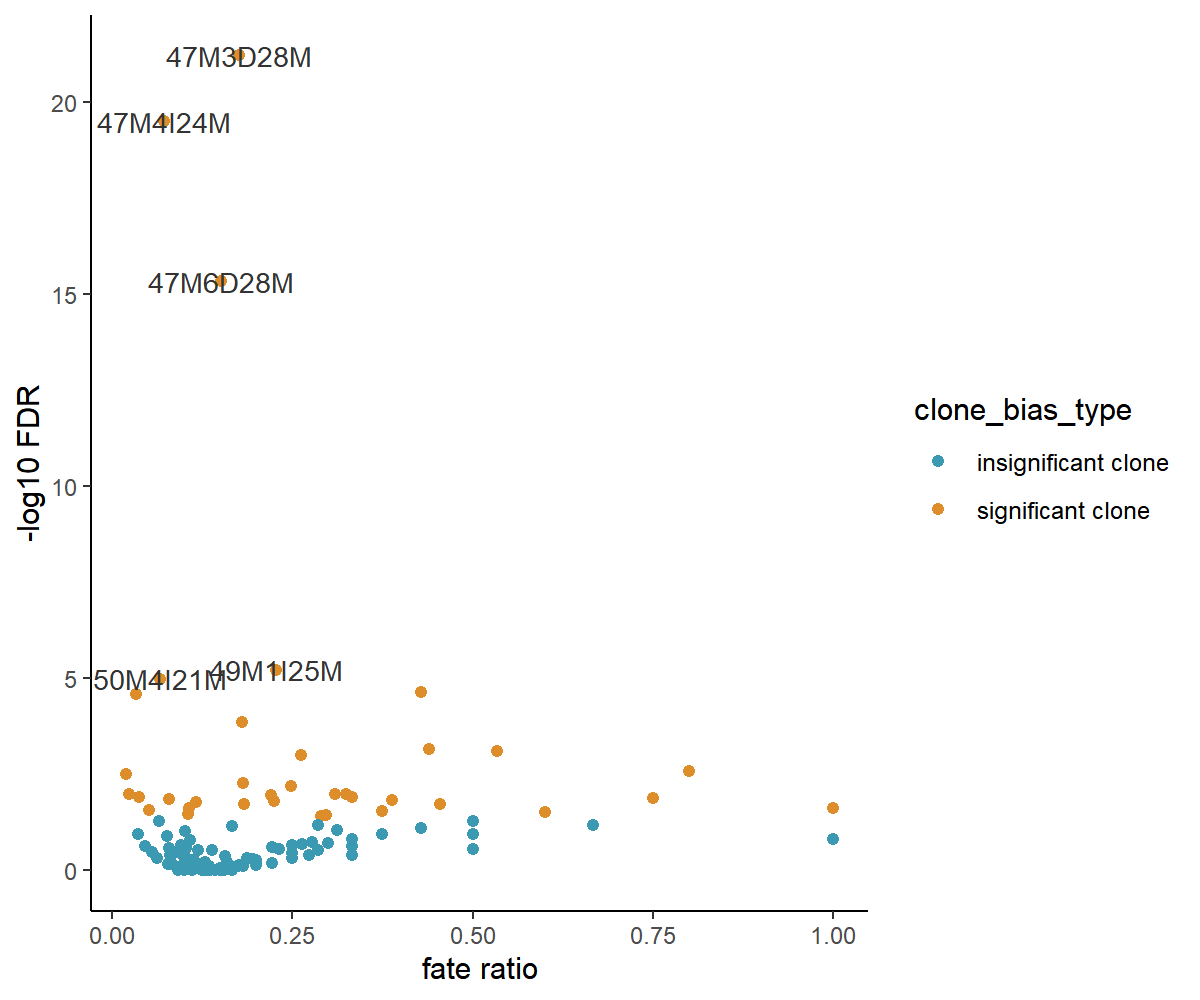 47M3D28M
20
47M4I24M
15
47M6D28M
10
-log10 FDR
clone_bias_type
insignificant clone
significant clone
49M1I25M
50M4I21M
5
0
0.00 0.25 0.50 0.75 1.00
fate ratio